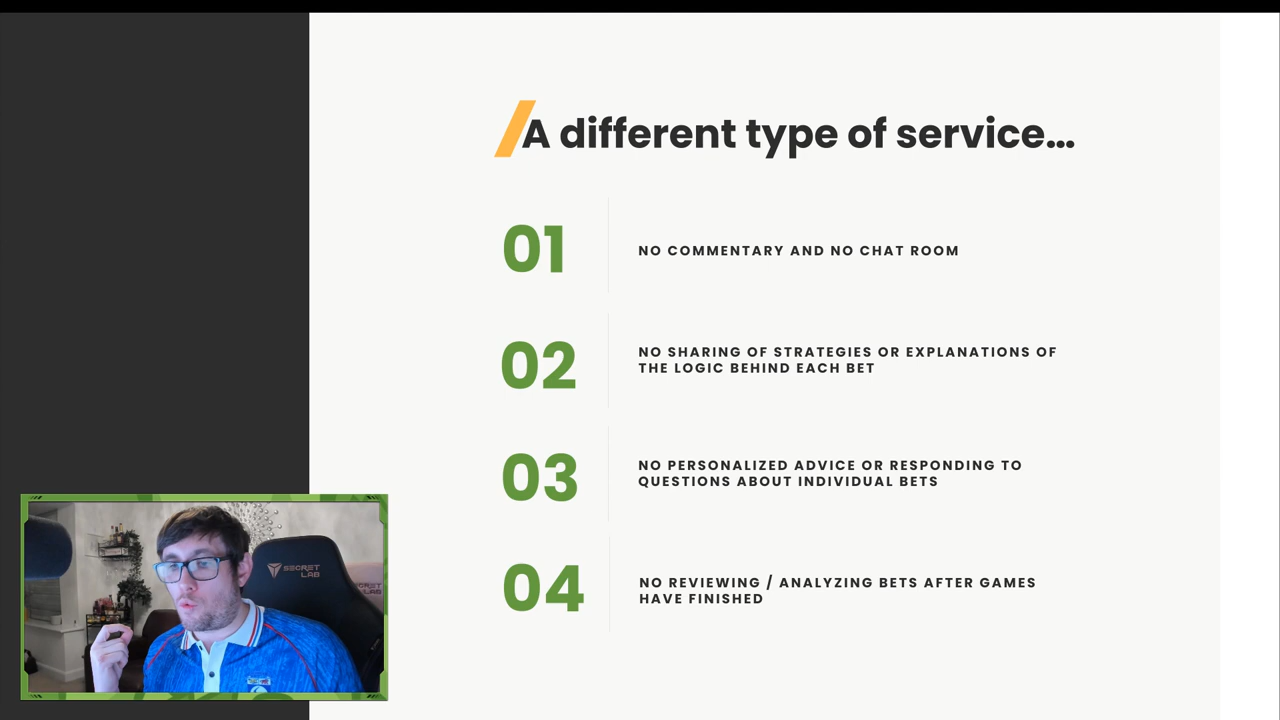 A different type of service...
01
NO COMMENTARY AND NO CHAT ROOM
02
NO SHARING OF STRATEGIES OR EXPLANATIONS OF
THE LOGIC BEHIND EACH BET
03
NO PERSONALIZED ADVICE OR RESPONDING TO
QUESTIONS ABOUT INDIVIDUAL BETS
04
NO REVIEWING / ANALYZING BETS AFTER GAMES
HAVE FINISHED
SECRET
LAB